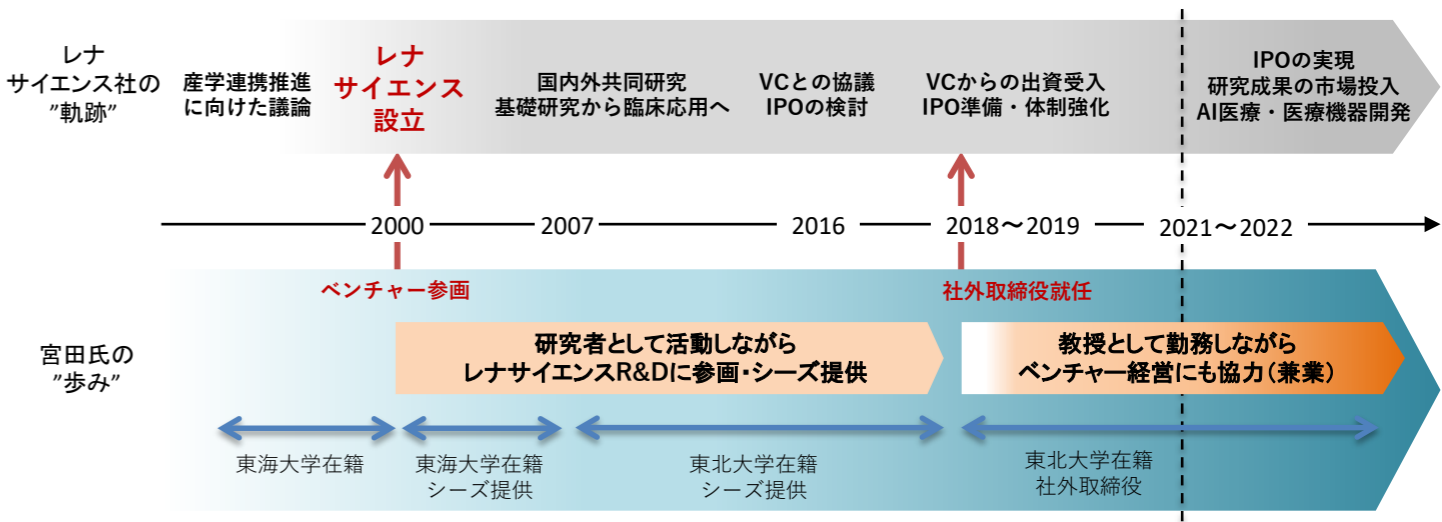 レナ
サイエンス社の
”軌跡”
産学連携推進
に向けた議論
レナ
サイエンス
設立
国内外共同研究
基礎研究から臨床応用へ
VCとの協議
IPOの検討
VCからの出資受入
IPO準備・体制強化
IPOの実現
研究成果の市場投入
AI医療・医療機器開発
2000
2007
2016
2018～2019
2021～2022
ベンチャー参画
社外取締役就任
宮田氏の
”歩み”
研究者として活動しながら
レナサイエンスR&Dに参画・シーズ提供
教授として勤務しながら
ベンチャー経営にも協力（兼業）
東海大学在籍
東海大学在籍
シーズ提供
東北大学在籍
シーズ提供
東北大学在籍
社外取締役